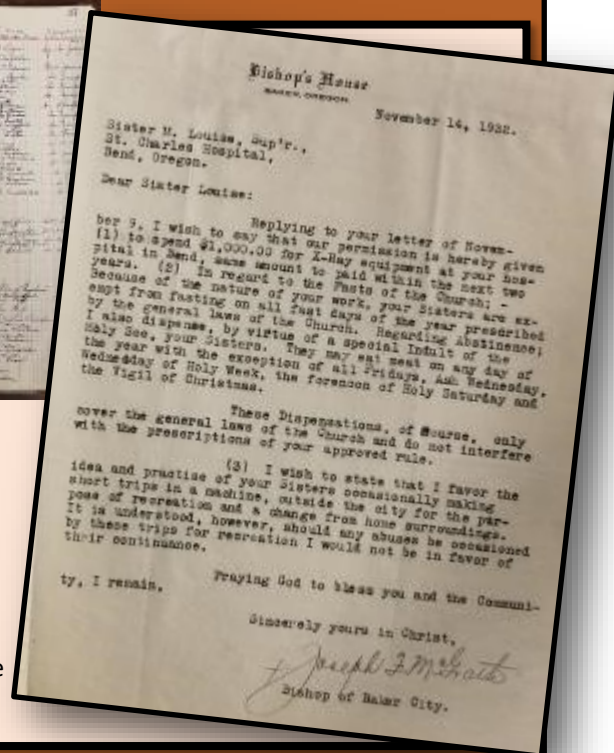 Bishop's House
BAKER, OREGON
November 14, 1932.
Sister M. Louise, Sup'r.,
St. Charles Hospital,
Bend, Oregon.
Dear Sister Louise:
Replying to your letter of Novem-
ber 9, I wish to say that our permission is hereby given
(1) to spend $1,000.00 for X-Ray equipment at your hos-
pital in Bend, same amount to paid within the next two
years. (2) In regard to the Fasts of the Church; -
Because of the nature of your work, your Sisters are ex-
empt from fasting on all fast days of the year prescribed
by the general laws of the Church. Regarding Abstinence;
I also dispense, by virtue of a special Indult of the
Holy See, your Sisters. They may eat meat on any day of
the year with the exception of all Fridays, Ash Wednesday,
Wednesday of Holy Week, the forenoon of Holy Saturday and
the Vigil of Christmas.
These Dispensations, of course, only
cover the general laws of the Church and do not interfere
with the prescriptions of your approved rule.
(3) I wish to state that I favor the
idea and practise of your Sisters occasionally making
short trips in a machine, outside the city for the pur-
pose of recreation and a change from home surroundings.
It is understood, however, should any abuses be occasioned
by these trips for recreation I would not be in favor of
their continuance.
Praying God to bless you and the Communi-
ty, I remain,
Sincerely yours in Christ,
+ Joseph F McGrath
Bishop of Baker City.
e